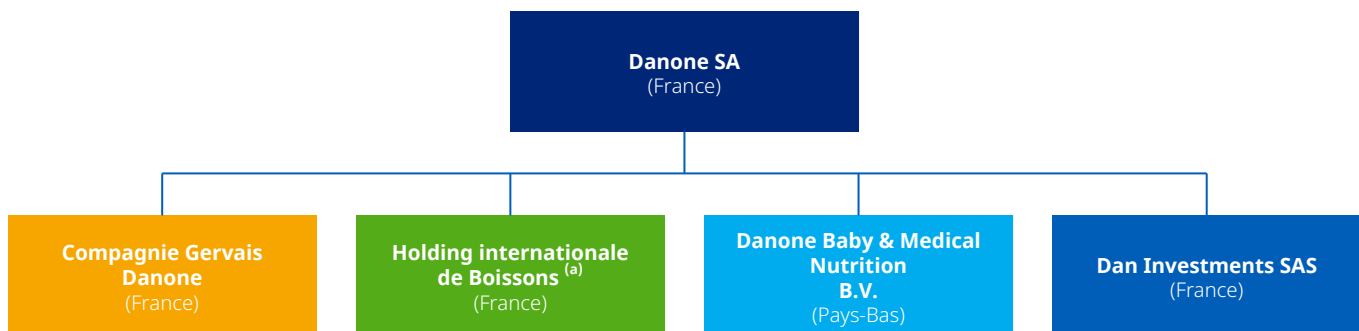 Danone SA
(France)
Compagnie Gervais
Danone
(France)
Holding internationale
de Boissons (a)
(France)
Danone Baby & Medical
Nutrition
B.V.
(Pays-Bas)
Dan Investments SAS
(France)